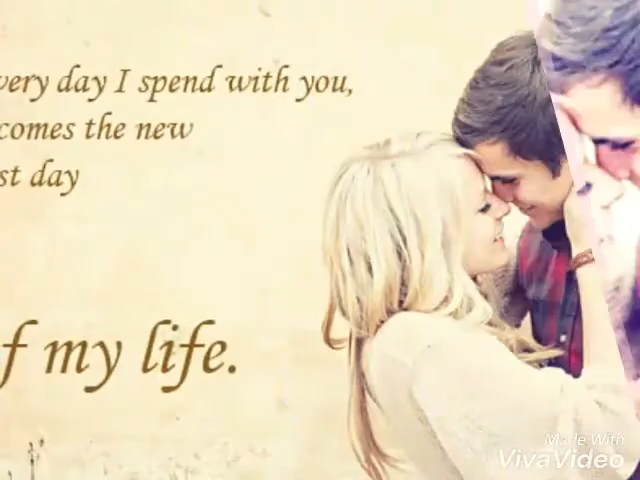 very day I spend with you,
comes the new
st day
f my life.
Made With
VivaVideo